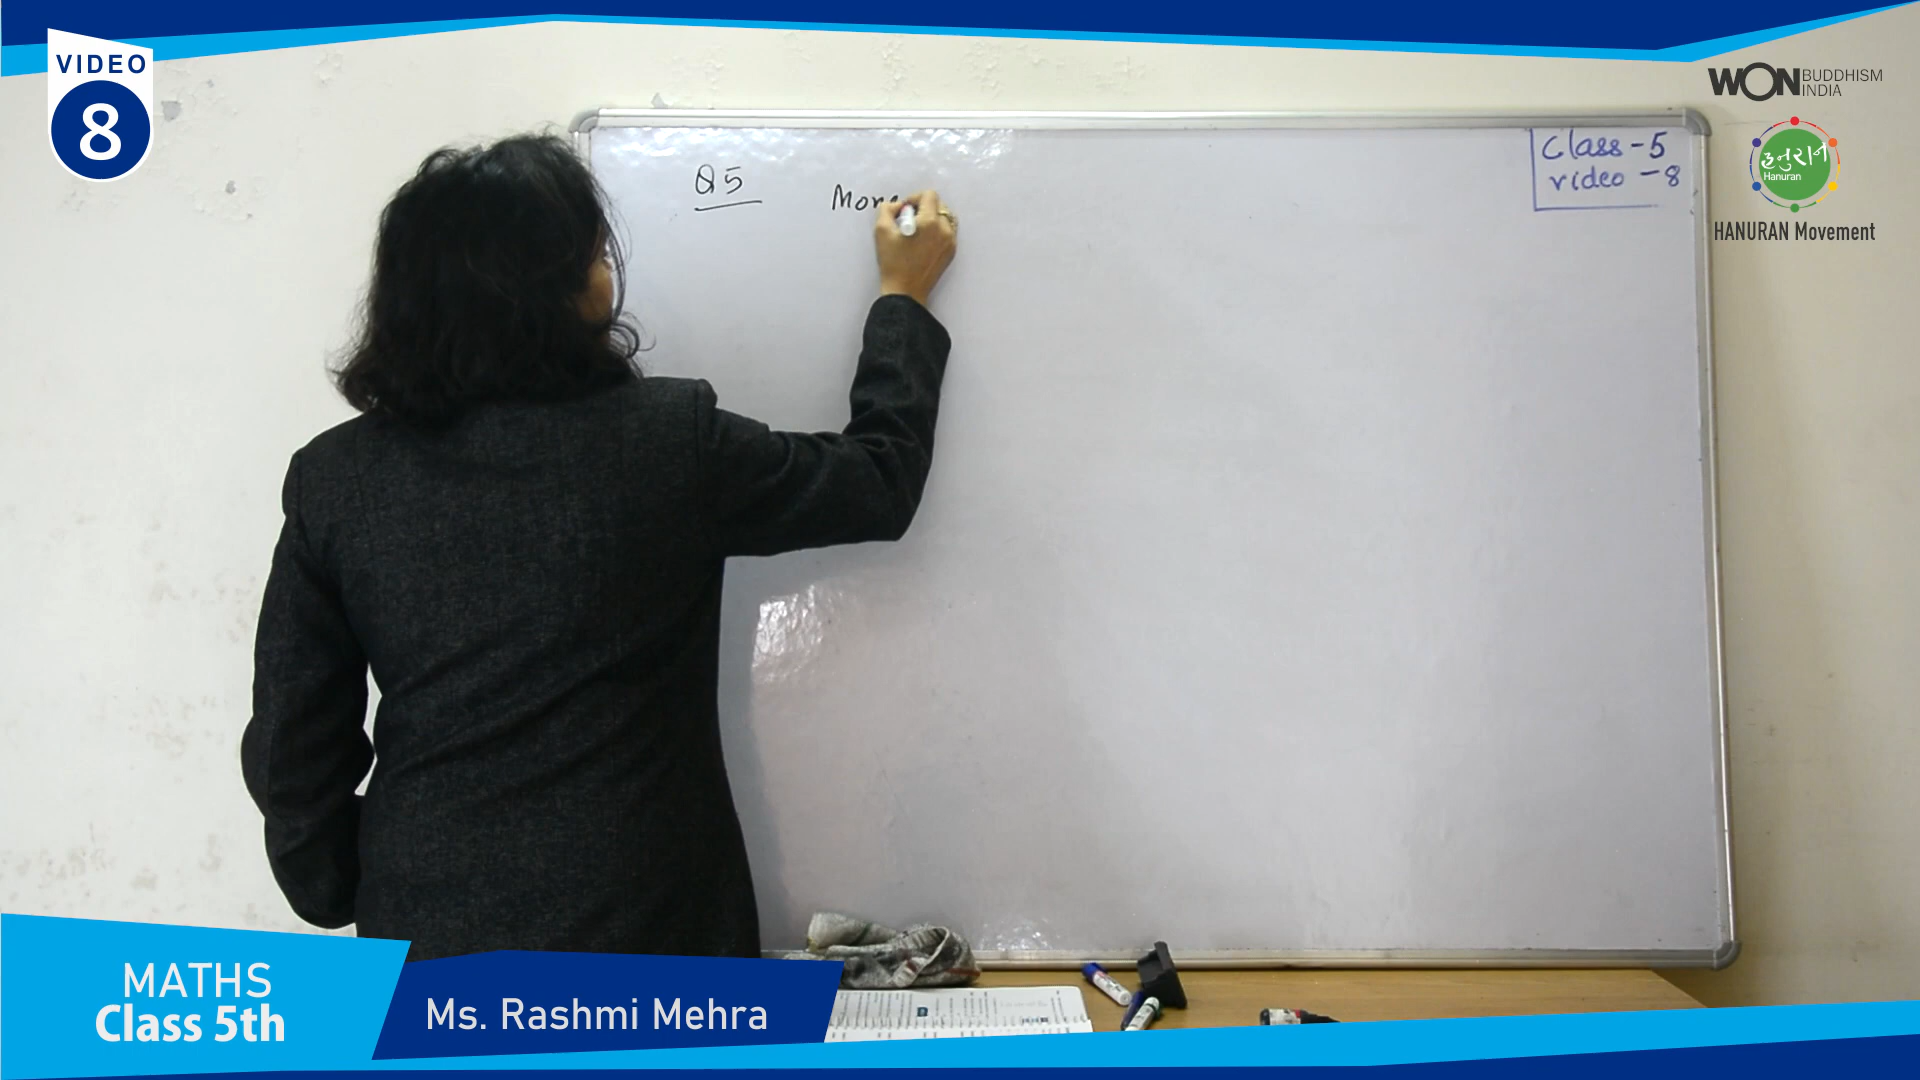 VIDEO
8
WON BUDDHISM
INDIA
हनुरान
Hanuran
HANURAN Movement
Class - 5
video - 8
Q5
MATHS
Class 5th
Ms. Rashmi Mehra